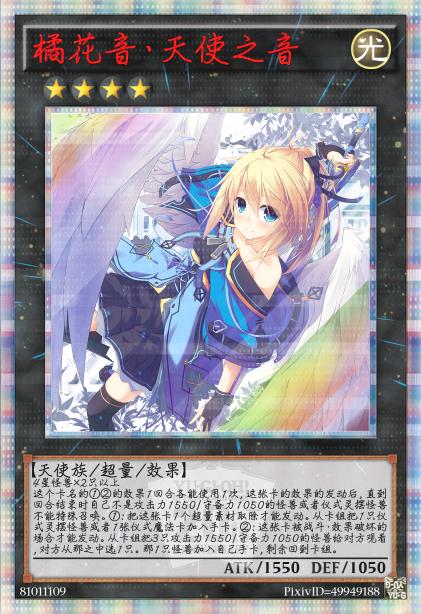 橘花音·天使之音
光
【天使族/超量/效果】
4星怪兽×2只以上
这个卡名的①②的效果1回合各能使用1次,这张卡的效果的发动后,直到
回合结束时自己不是攻击力1550/守备力1050的怪兽或者仪式灵摆怪兽
不能特殊召唤。①:把这张卡1个超量素材取除才能发动。从卡组把1只仪
式灵摆怪兽或者1张仪式魔法卡加入手卡。②:这张卡被战斗·效果破坏的
场合才能发动。从卡组把3只攻击力1550/守备力1050的怪兽给对方观看
,对方从那之中选1只。那1只怪兽加入自己手卡,剩余回到卡组。
ATK/1550 DEF/1050
81011109
PixivID=49949188